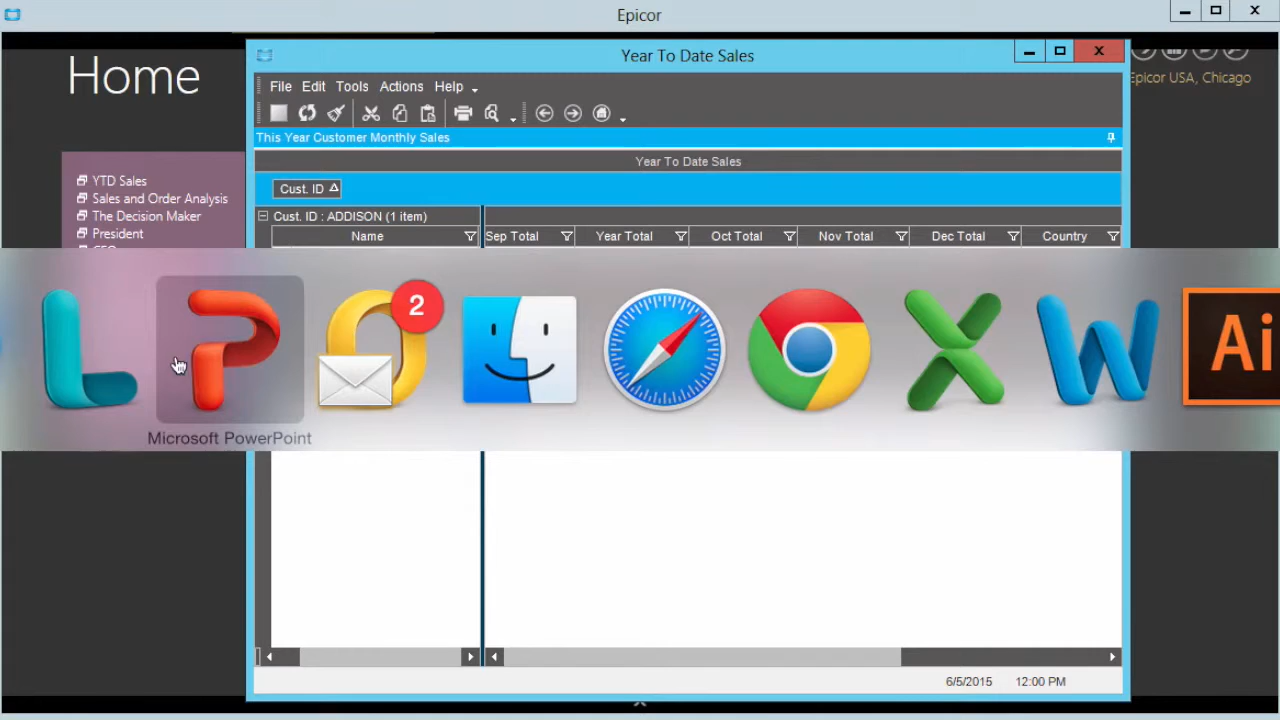 Epicor
Home
Epicor USA, Chicago
YTD Sales
Sales and Order Analysis
The Decision Maker
President
Year To Date Sales
File Edit Tools Actions Help
This Year Customer Monthly Sales
Year To Date Sales
Cust. ID
Cust. ID : ADDISON (1 item)
Name Sep Total Year Total Oct Total Nov Total Dec Total Country
2
Ai
Microsoft PowerPoint
6/5/2015 12:00 PM